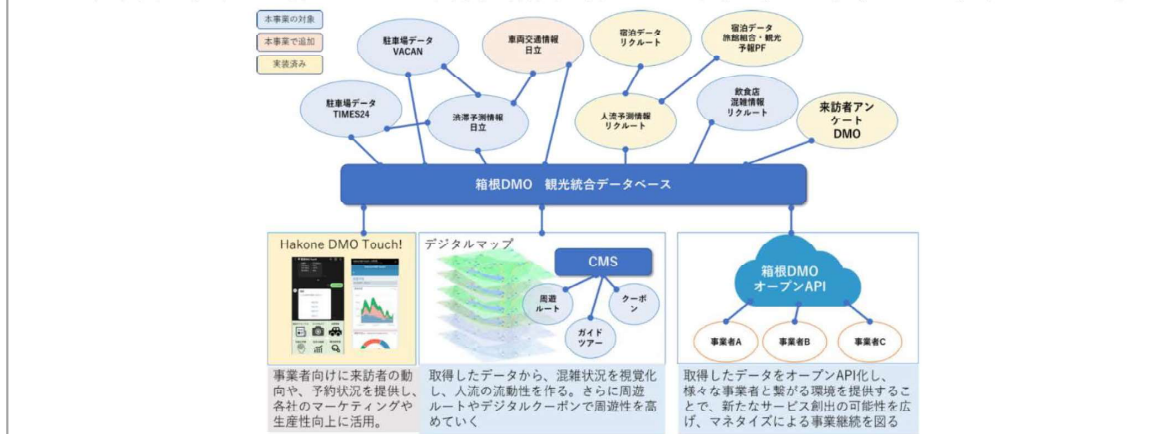 本事業の対象
本事業で追加
実装済み
駐車場データ
VACAN
車両交通情報
日立
宿泊データ
リクルート
宿泊データ
旅館組合・観光
予報PF
駐車場データ
TIMES24
渋滞予測情報
日立
人流予測情報
リクルート
飲食店
混雑情報
リクルート
来訪者アン
ケート
DMO
箱根DMO 観光統合データベース
Hakone DMO Touch!
デジタルマップ
CMS
周遊
ルート
クーポ
ン
ガイド
ツアー
箱根DMO
オープンAPI
事業者A
事業者B
事業者C
事業者向けに来訪者の動
向や、予約状況を提供し、
各社のマーケティングや
生産性向上に活用。
取得したデータから、混雑状況を視覚化
し、人流の流動性を作る。さらに周遊
ルートやデジタルクーポンで周遊性を高
めていく
取得したデータをオープンAPI化し、
様々な事業者と繋がる環境を提供するこ
とで、新たなサービス創出の可能性を広
げ、マネタイズによる事業継続を図る